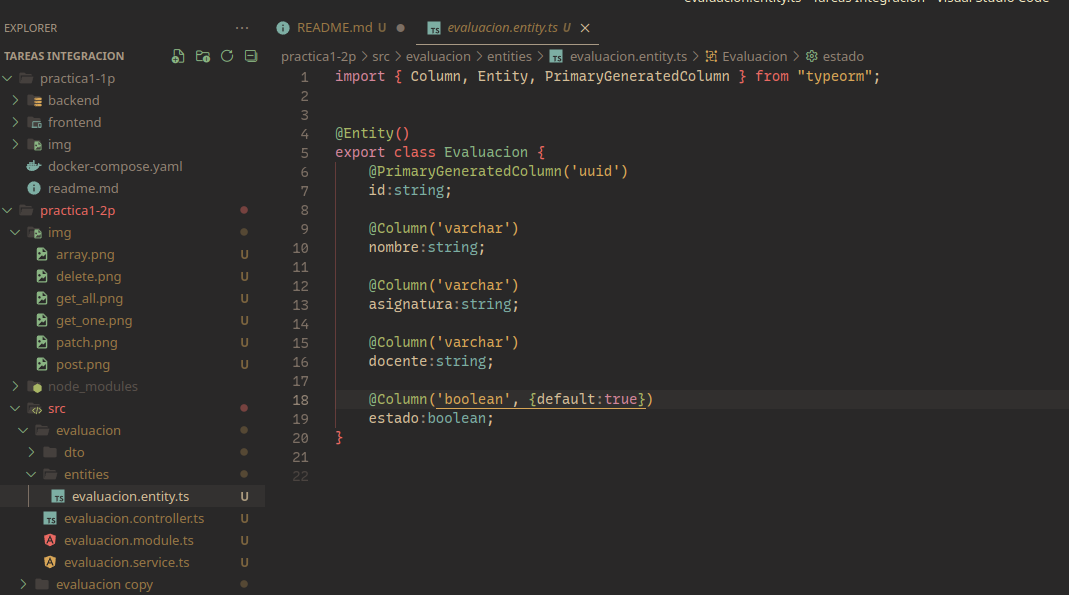 evaluacion.entity.ts - Tareas Integracion - Visual Studio Code
EXPLORER
TAREAS INTEGRACION
practica1-1p
backend
frontend
img
docker-compose.yaml
readme.md
practica1-2p
img
array.png U
delete.png U
get_all.png U
get_one.png U
patch.png U
post.png U
node_modules
src
evaluacion
dto
entities
evaluacion.entity.ts U
evaluacion.controller.ts U
evaluacion.module.ts U
evaluacion.service.ts U
evaluacion copy
README.md U
evaluacion.entity.ts U
practica1-2p > src > evaluacion > entities > evaluacion.entity.ts > Evaluacion > estado
1 import { Column, Entity, PrimaryGeneratedColumn } from "typeorm";
2
3
4 @Entity()
5 export class Evaluacion {
6 @PrimaryGeneratedColumn('uuid')
7 id:string;
8
9 @Column('varchar')
10 nombre:string;
11
12 @Column('varchar')
13 asignatura:string;
14
15 @Column('varchar')
16 docente:string;
17
18 @Column('boolean', {default:true})
19 estado:boolean;
20 }
21
22